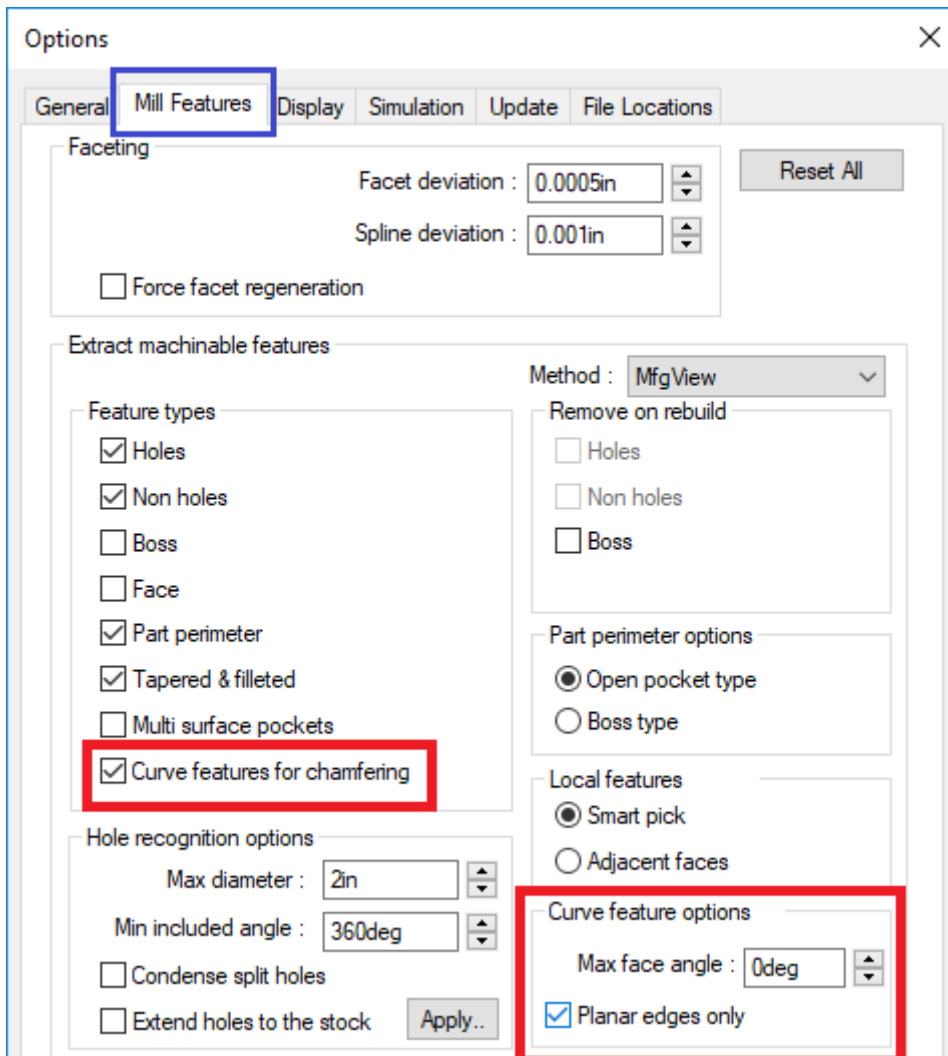 Options
General Mill Features Display Simulation Update File Locations
Faceting
Reset All
Facet deviation : 0.0005in
Spline deviation : 0.001in
Force facet regeneration
Extract machinable features
Method : MfgView
Feature types
Holes
Non holes
Boss
Face
Part perimeter
Tapered & filleted
Multi surface pockets
Curve features for chamfering
Remove on rebuild
Holes
Non holes
Boss
Part perimeter options
Open pocket type
Boss type
Local features
Smart pick
Adjacent faces
Hole recognition options
Max diameter : 2in
Min included angle : 360deg
Condense split holes
Extend holes to the stock Apply..
Curve feature options
Max face angle : 0deg
Planar edges only